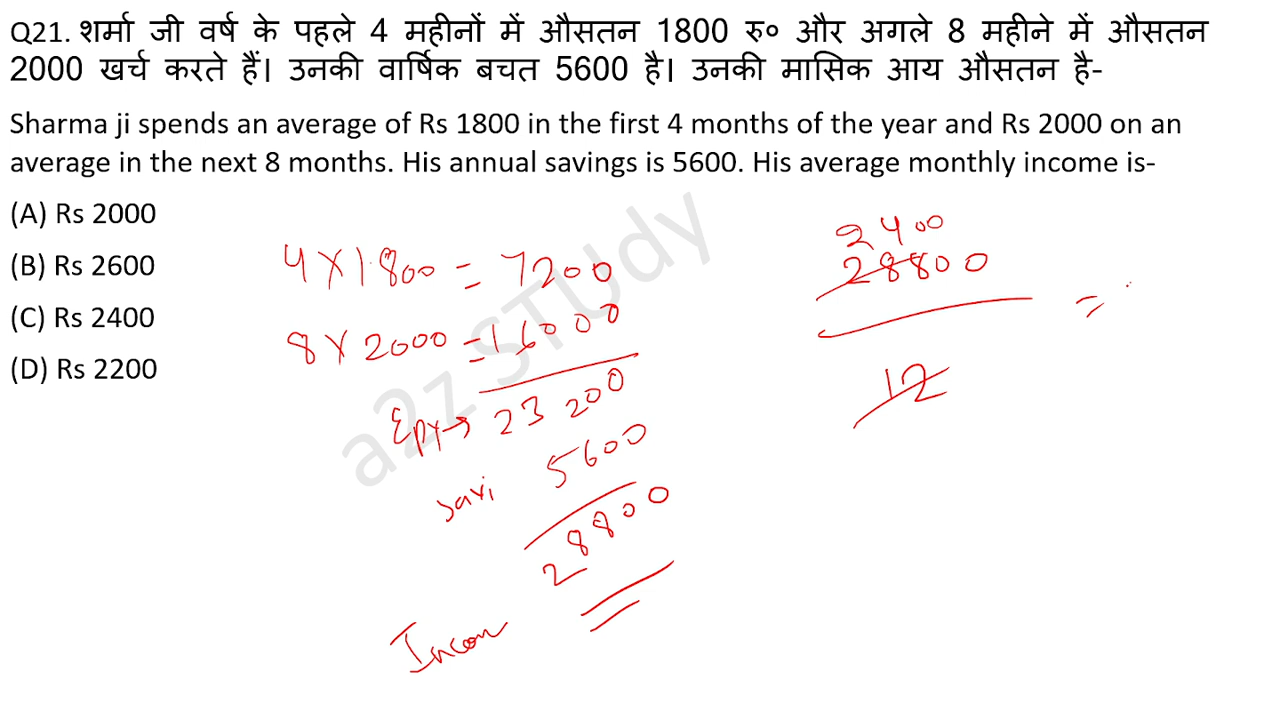 Q21. शर्मा जी वर्ष के पहले 4 महीनों में औसतन 1800 रु० और अगले 8 महीने में औसतन
2000 खर्च करते हैं। उनकी वार्षिक बचत 5600 है। उनकी मासिक आय औसतन है-
Sharma ji spends an average of Rs 1800 in the first 4 months of the year and Rs 2000 on an
average in the next 8 months. His annual savings is 5600. His average monthly income is-
(A) Rs 2000
(B) Rs 2600
(C) Rs 2400
(D) Rs 2200
4 X 1800 = 7200
8 X 2000 = 16000
Epx → 23200
savi 5600
28800
Incom
2400
28800
=
12
a2z STUdy